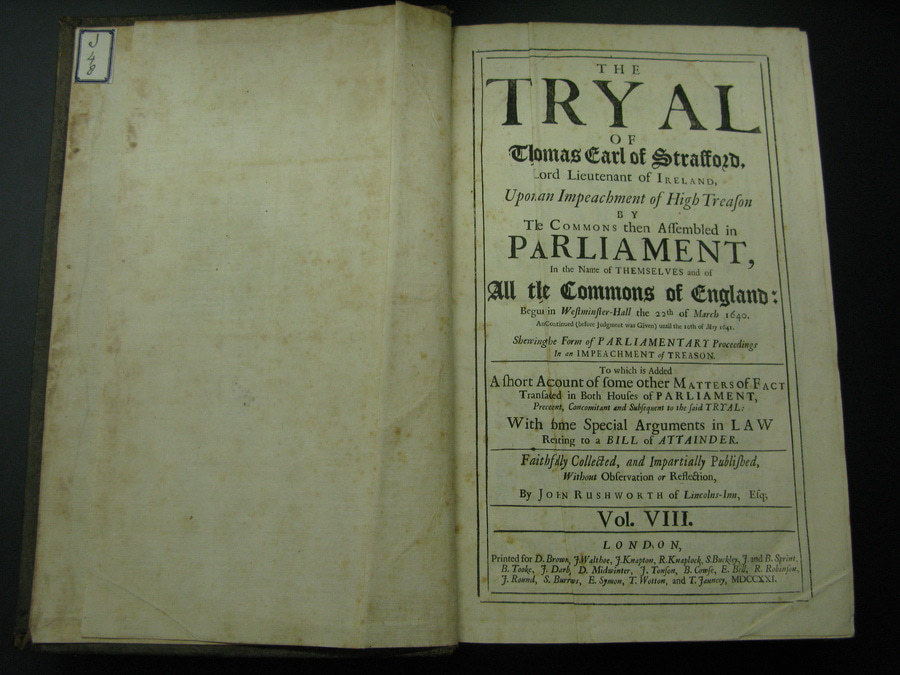 J
48
THE
TRYAL
OF
Thomas Earl of Strafford,
Lord Lieutenant of IRELAND,
Upon an Impeachment of High Treaſon
BY
The COMMONS then Aſſembled in
PARLIAMENT,
In the Name of THEMSELVES and of
All the Commons of England:
Begun in Weſtminſter-Hall the 22th of March 1640.
And Continued (before Judgment was Given) until the 10th of May 1641.
Shewing the Form of PARLIAMENTARY Proceedings
In an IMPEACHMENT of TREASON.
To which is Added
A ſhort Account of ſome other MATTERS of FACT
Tranſacted in Both Houſes of PARLIAMENT,
Precedent, Concomitant and Subſequent to the ſaid TRYAL:
With ſome Special Arguments in LAW
Relating to a BILL of ATTAINDER.
Faithfully Collected, and Impartially Publiſhed,
Without Obſervation or Reflection,
By JOHN RUSHWORTH of Lincolns-Inn, Eſq;
Vol. VIII.
LONDON,
Printed for D. Brown, J. Walthoe, J. Knapton, R. Knaplock, S. Buckley, J. and B. Sprint,
B. Tooke, J. Darb, D. Midwinter, J. Tonſon, B. Cowſe, E. Bell, R. Robinſon,
J. Round, S. Burrus, E. Symon, T. Wotton, and T. Jauncey, MDCCXXI.